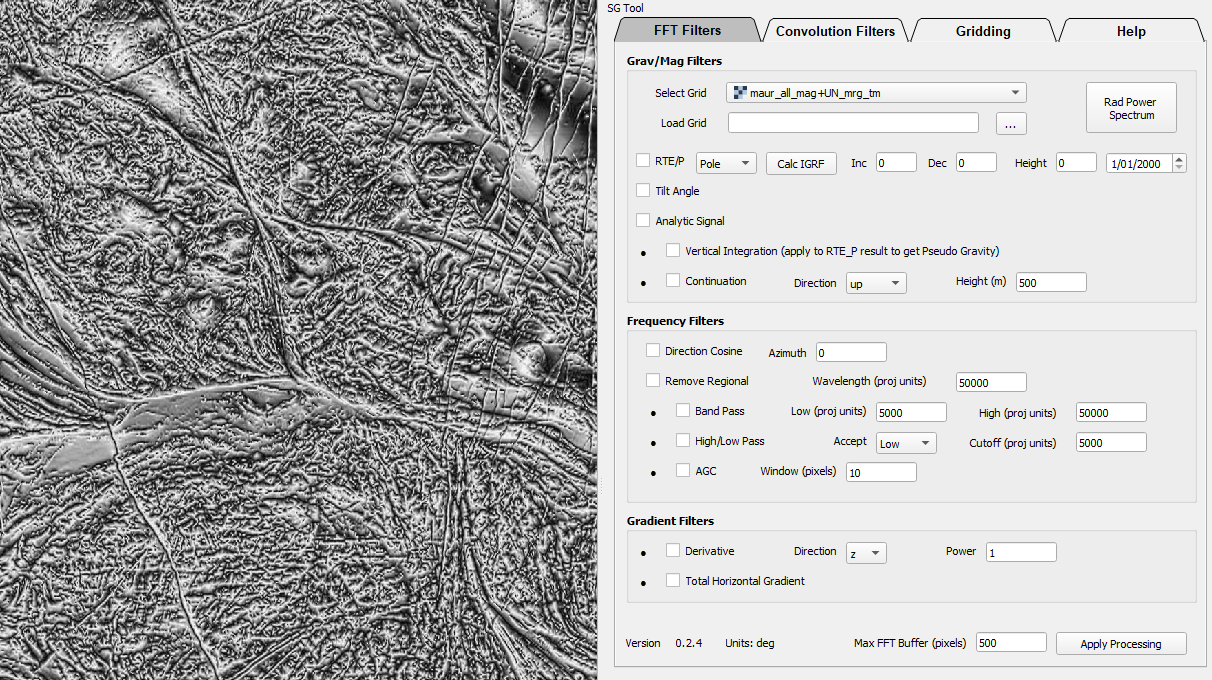 SG Tool
FFT Filters Convolution Filters Gridding Help
Grav/Mag Filters
Select Grid maur_all_mag+UN_mrg_tm
Rad Power Spectrum
Load Grid ...
RTE/P Pole Calc IGRF Inc 0 Dec 0 Height 0 1/01/2000
Tilt Angle
Analytic Signal
• Vertical Integration (apply to RTE_P result to get Pseudo Gravity)
• Continuation Direction up Height (m) 500
Frequency Filters
Direction Cosine Azimuth 0
Remove Regional Wavelength (proj units) 50000
• Band Pass Low (proj units) 5000 High (proj units) 50000
• High/Low Pass Accept Low Cutoff (proj units) 5000
• AGC Window (pixels) 10
Gradient Filters
• Derivative Direction z Power 1
• Total Horizontal Gradient
Version 0.2.4 Units: deg Max FFT Buffer (pixels) 500 Apply Processing